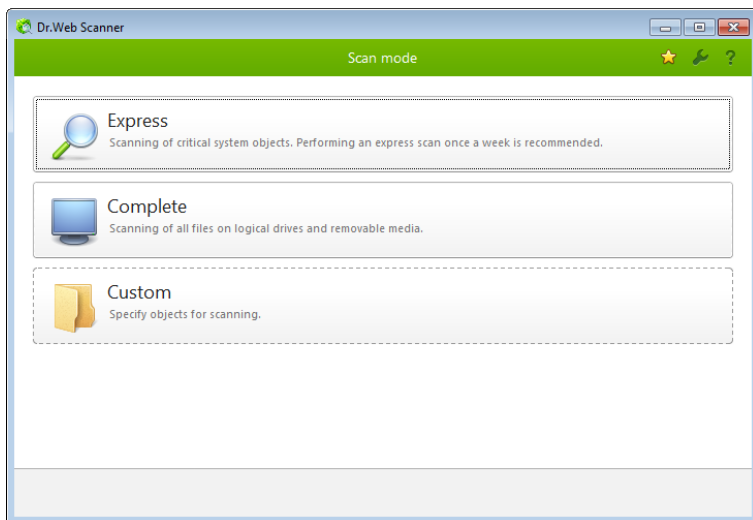 Dr.Web Scanner
Scan mode
?
Express
Scanning of critical system objects. Performing an express scan once a week is recommended.
Complete
Scanning of all files on logical drives and removable media.
Custom
Specify objects for scanning.